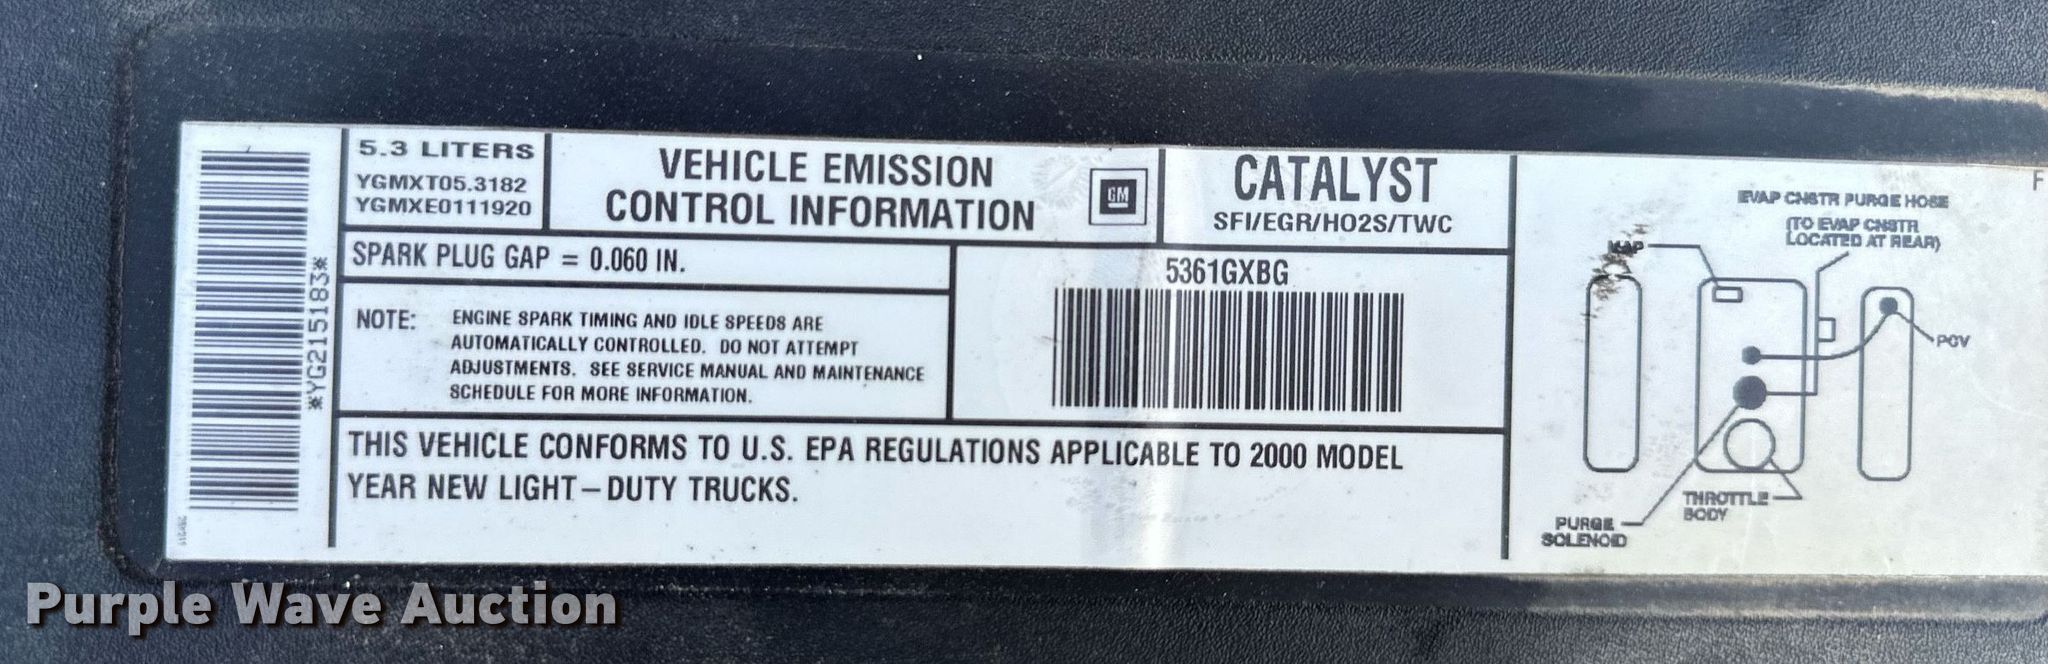 *YG215183*
5.3 LITERS
YGMXT05.3182
YGMXE0111920
VEHICLE EMISSION
CONTROL INFORMATION
GM
CATALYST
SFI/EGR/HO2S/TWC
SPARK PLUG GAP = 0.060 IN.
NOTE: ENGINE SPARK TIMING AND IDLE SPEEDS ARE
AUTOMATICALLY CONTROLLED. DO NOT ATTEMPT
ADJUSTMENTS. SEE SERVICE MANUAL AND MAINTENANCE
SCHEDULE FOR MORE INFORMATION.
5361GXBG
THIS VEHICLE CONFORMS TO U.S. EPA REGULATIONS APPLICABLE TO 2000 MODEL
YEAR NEW LIGHT-DUTY TRUCKS.
F
EVAP CNSTR PURGE HOSE
(TO EVAP CNSTR
LOCATED AT REAR)
MAP
PCV
THROTTLE
BODY
PURGE
SOLENOID
Purple Wave Auction